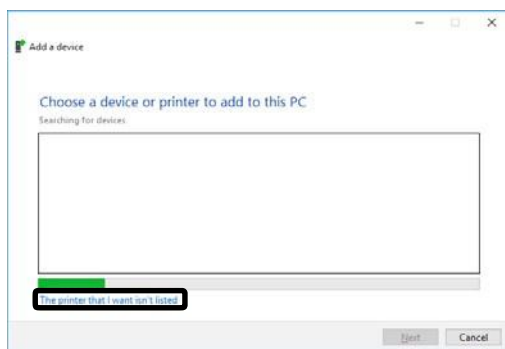 Add a device
Choose a device or printer to add to this PC
Searching for devices
The printer that I want isn't listed
Next
Cancel